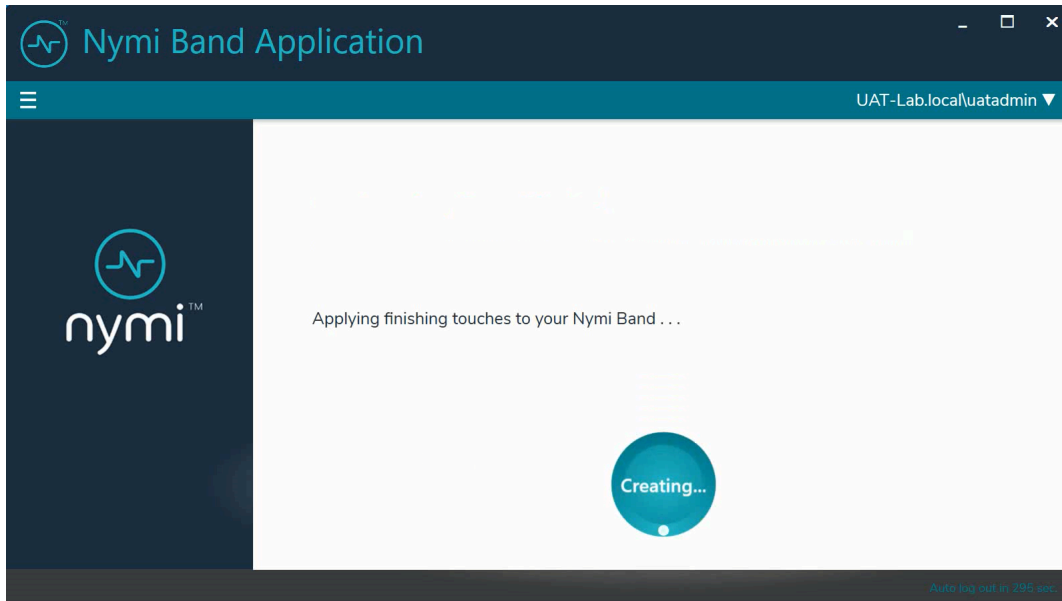 Nymi Band Application
UAT-Lab.local\uatadmin
nymi™
Applying finishing touches to your Nymi Band . . .
Creating...
Auto log out in 296 sec.